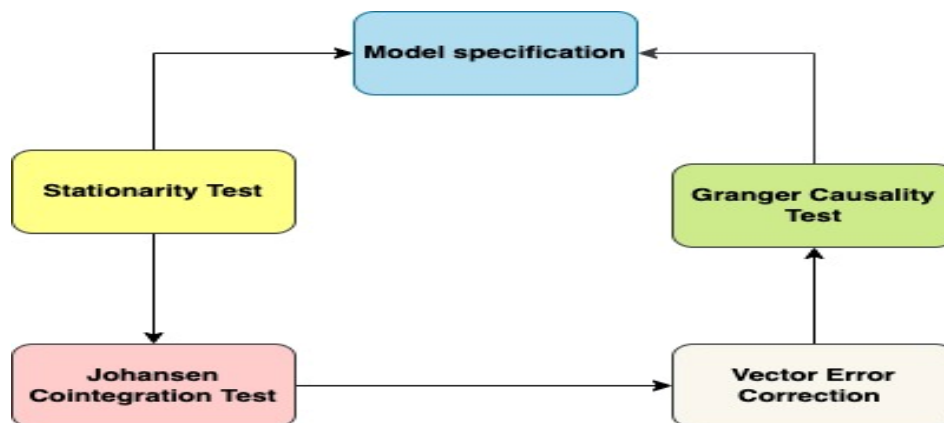 Model specification
Stationarity Test
Granger Causality
Test
Johansen
Cointegration Test
Vector Error
Correction